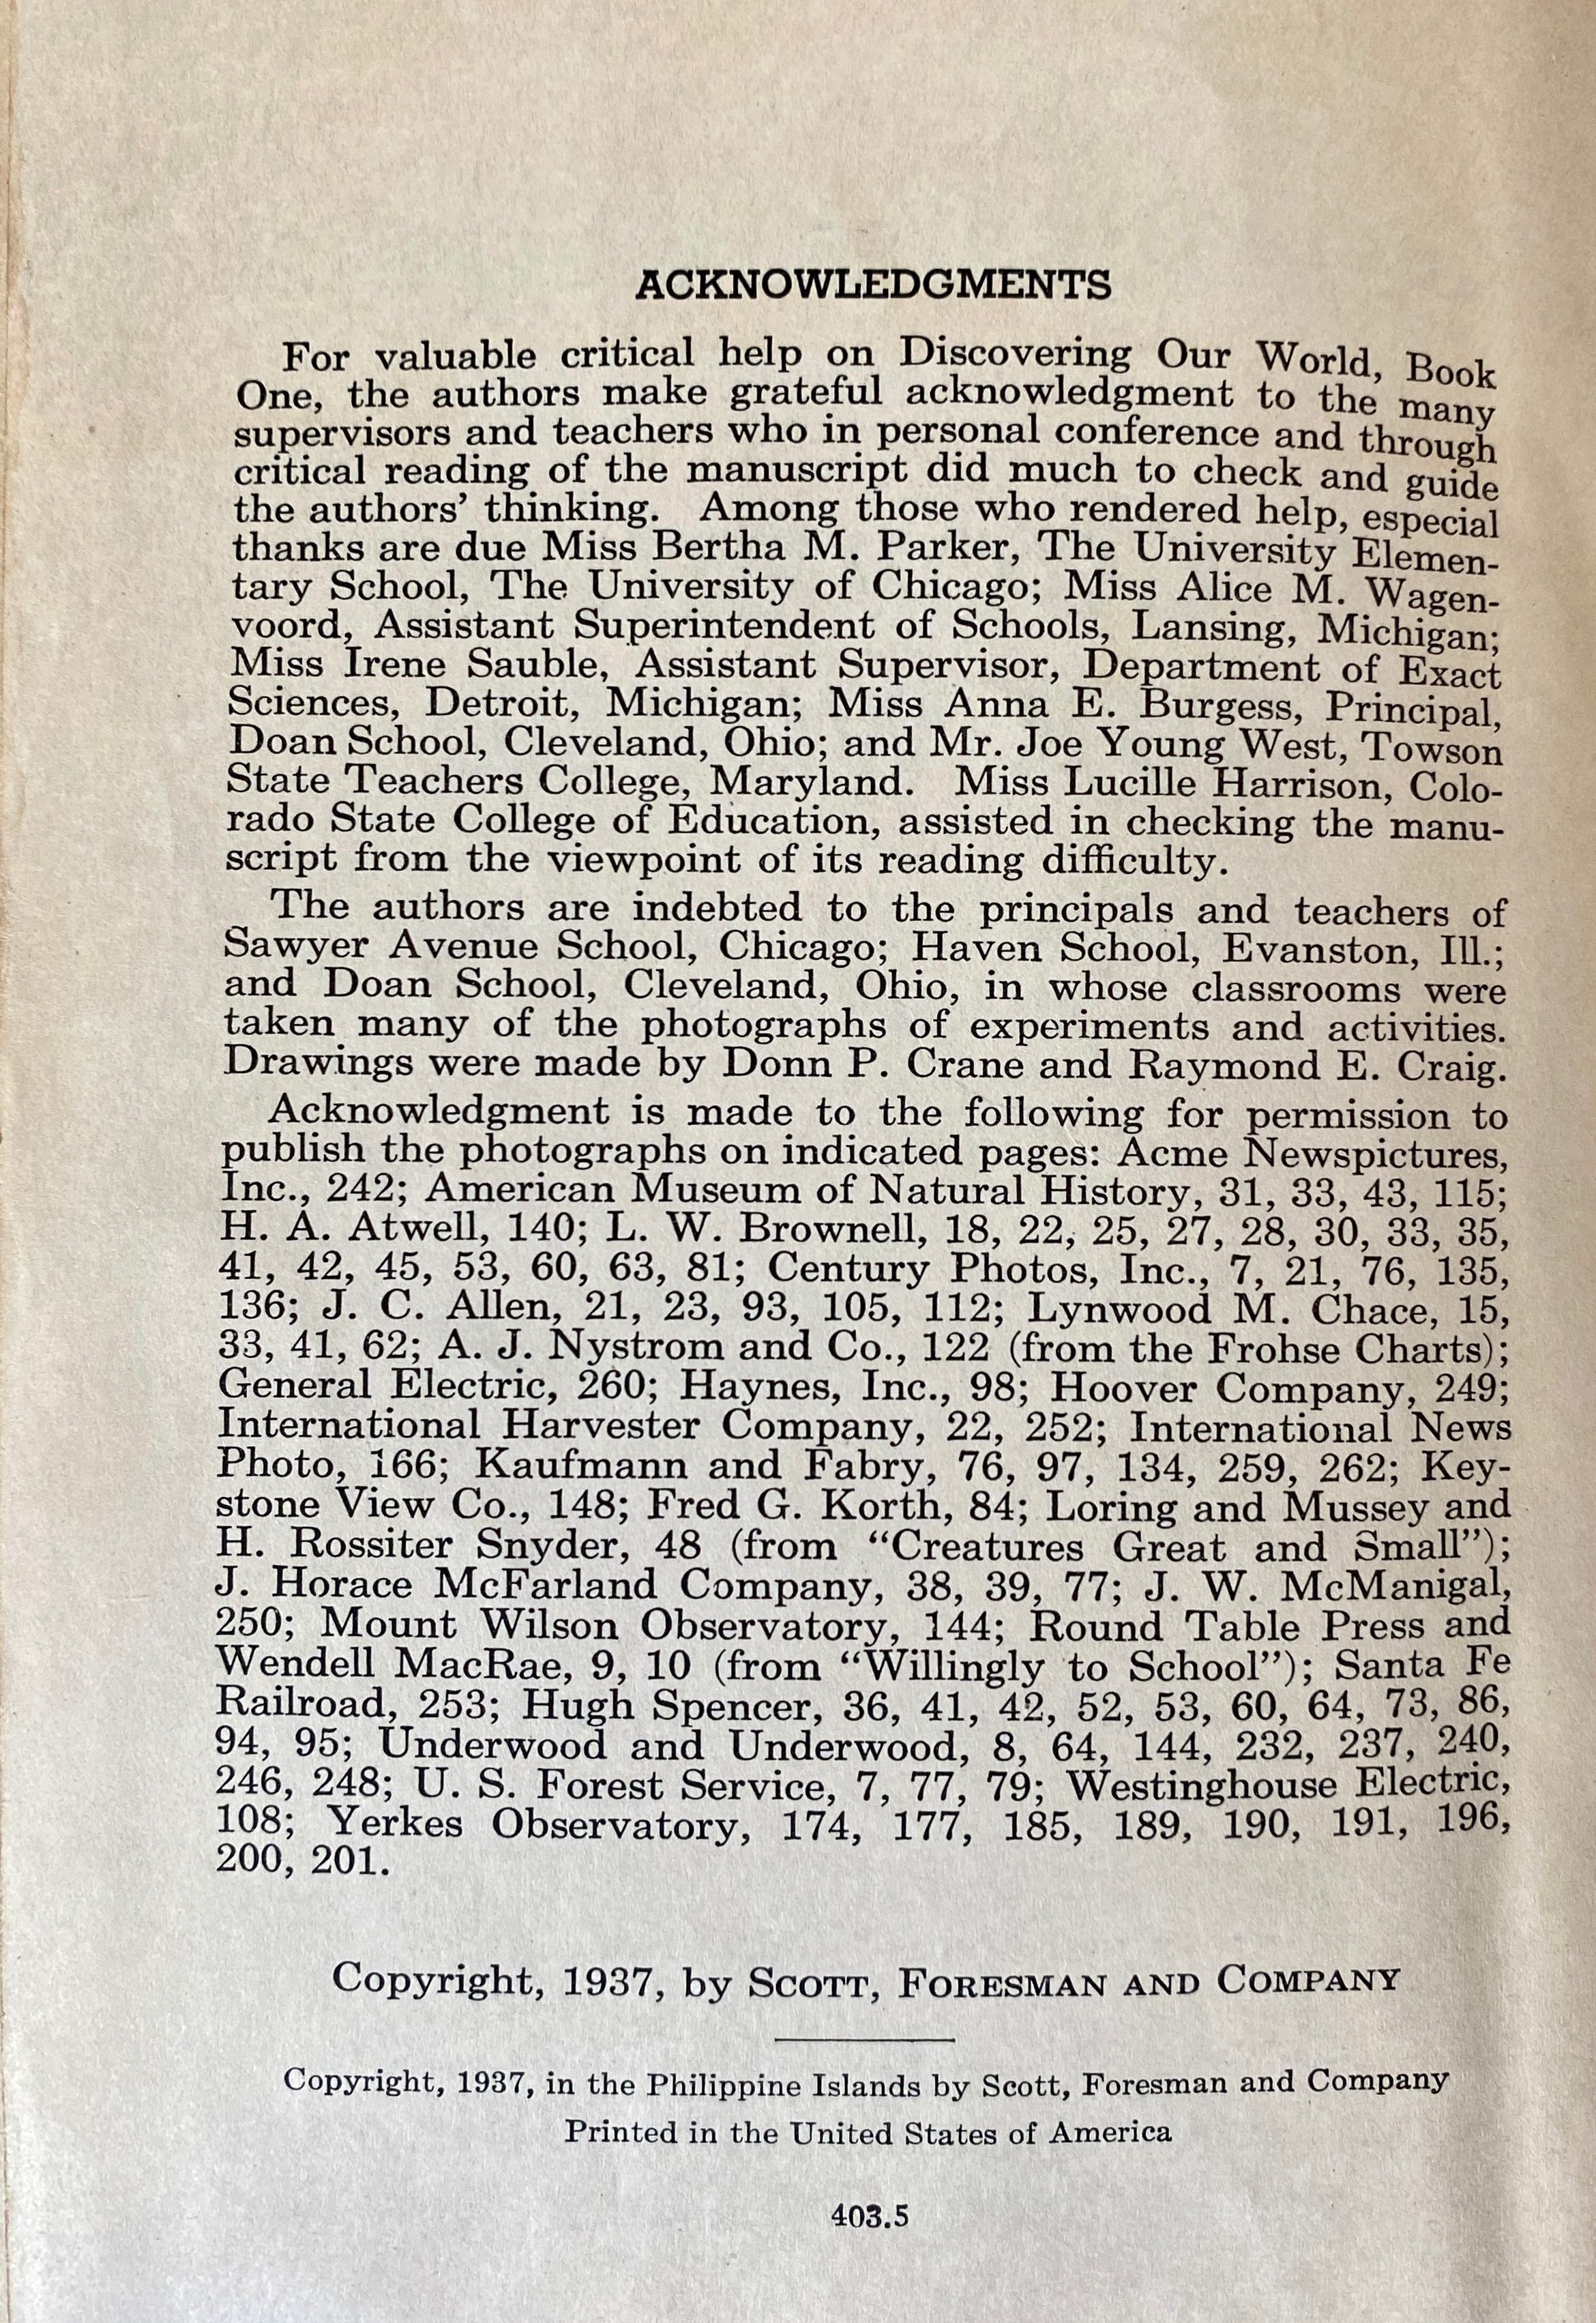 ACKNOWLEDGMENTS
For valuable critical help on Discovering Our World, Book
One, the authors make grateful acknowledgment to the many
supervisors and teachers who in personal conference and through
critical reading of the manuscript did much to check and guide
the authors' thinking. Among those who rendered help, especial
thanks are due Miss Bertha M. Parker, The University Elemen-
tary School, The University of Chicago; Miss Alice M. Wagen-
voord, Assistant Superintendent of Schools, Lansing, Michigan;
Miss Irene Sauble, Assistant Supervisor, Department of Exact
Sciences, Detroit, Michigan; Miss Anna E. Burgess, Principal,
Doan School, Cleveland, Ohio; and Mr. Joe Young West, Towson
State Teachers College, Maryland. Miss Lucille Harrison, Colo-
rado State College of Education, assisted in checking the manu-
script from the viewpoint of its reading difficulty.
The authors are indebted to the principals and teachers of
Sawyer Avenue School, Chicago; Haven School, Evanston, Ill.;
and Doan School, Cleveland, Ohio, in whose classrooms were
taken many of the photographs of experiments and activities.
Drawings were made by Donn P. Crane and Raymond E. Craig.
Acknowledgment is made to the following for permission to
publish the photographs on indicated pages: Acme Newspictures,
Inc., 242; American Museum of Natural History, 31, 33, 43, 115;
H. A. Atwell, 140; L. W. Brownell, 18, 22, 25, 27, 28, 30, 33, 35,
41, 42, 45, 53, 60, 63, 81; Century Photos, Inc., 7, 21, 76, 135,
136; J. C. Allen, 21, 23, 93, 105, 112; Lynwood M. Chace, 15,
33, 41, 62; A. J. Nystrom and Co., 122 (from the Frohse Charts);
General Electric, 260; Haynes, Inc., 98; Hoover Company, 249;
International Harvester Company, 22, 252; International News
Photo, 166; Kaufmann and Fabry, 76, 97, 134, 259, 262; Key-
stone View Co., 148; Fred G. Korth, 84; Loring and Mussey and
H. Rossiter Snyder, 48 (from "Creatures Great and Small");
J. Horace McFarland Company, 38, 39, 77; J. W. McManigal,
250; Mount Wilson Observatory, 144; Round Table Press and
Wendell MacRae, 9, 10 (from "Willingly to School"); Santa Fe
Railroad, 253; Hugh Spencer, 36, 41, 42, 52, 53, 60, 64, 73, 86,
94, 95; Underwood and Underwood, 8, 64, 144, 232, 237, 240,
246, 248; U. S. Forest Service, 7, 77, 79; Westinghouse Electric,
108; Yerkes Observatory, 174, 177, 185, 189, 190, 191, 196,
200, 201.
Copyright, 1937, by SCOTT, FORESMAN AND COMPANY
Copyright, 1937, in the Philippine Islands by Scott, Foresman and Company
Printed in the United States of America
403.5